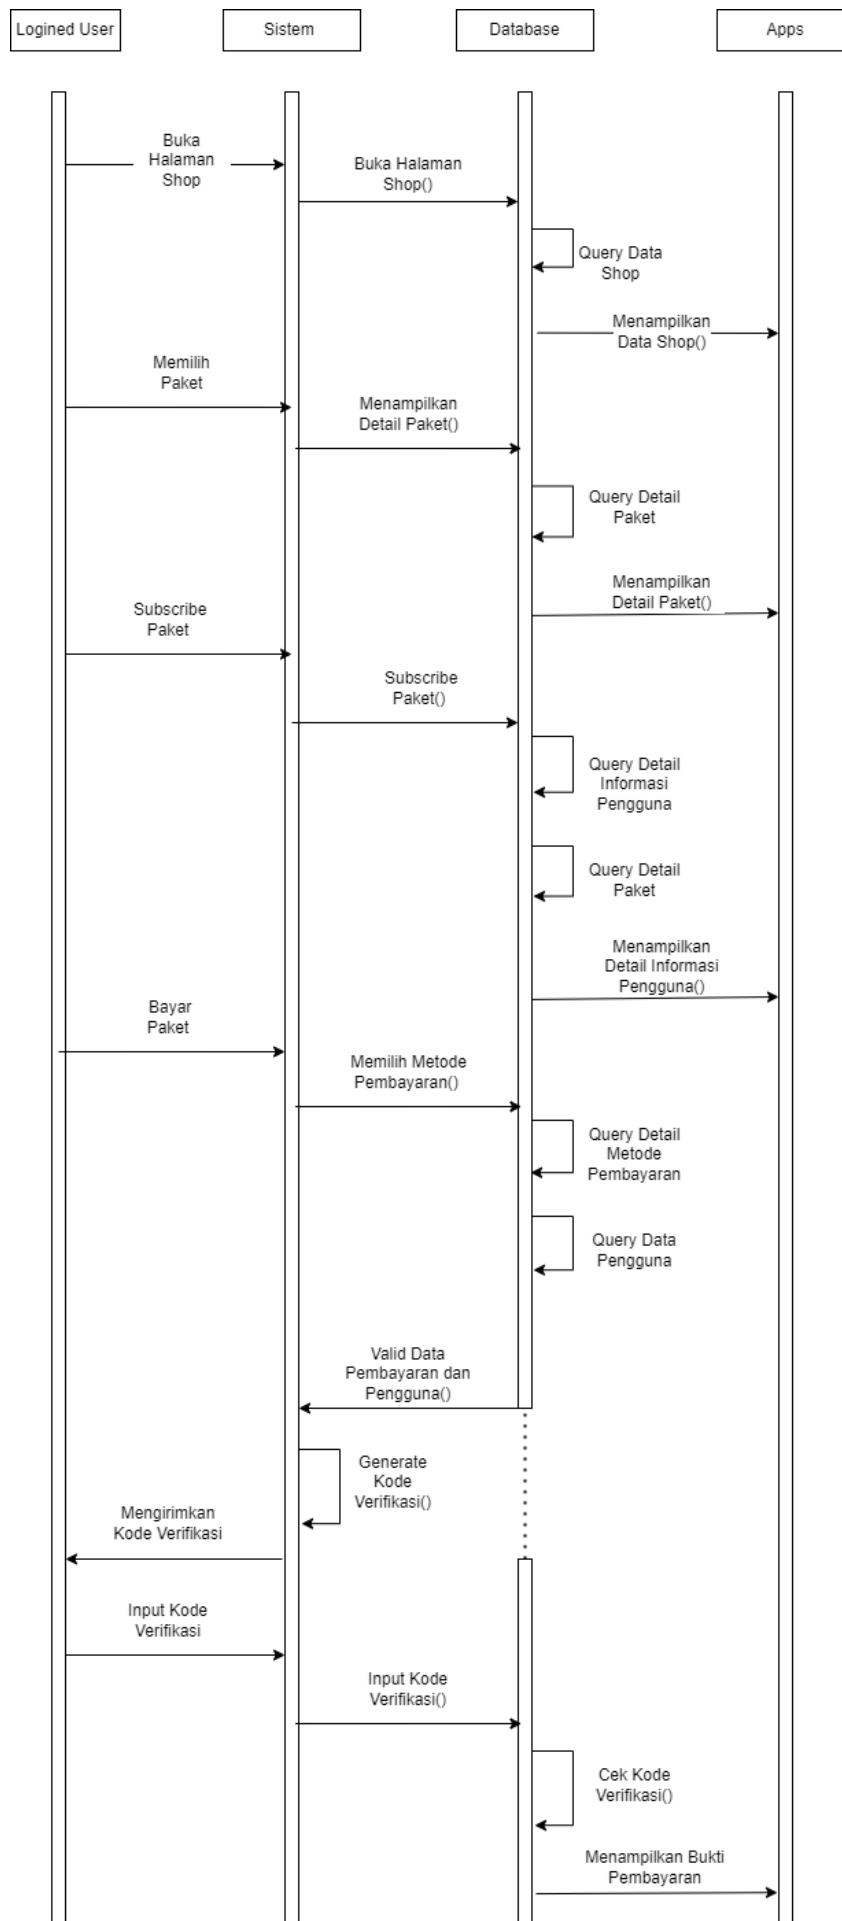 Logined User
Sistem
Database
Apps
Buka
Halaman
Shop
Buka Halaman
Shop()
Query Data
Shop
Menampilkan
Data Shop()
Memilih
Paket
Menampilkan
Detail Paket()
Query Detail
Paket
Menampilkan
Detail Paket()
Subscribe
Paket
Subscribe
Paket()
Query Detail
Informasi
Pengguna
Query Detail
Paket
Menampilkan
Detail Informasi
Pengguna()
Bayar
Paket
Memilih Metode
Pembayaran()
Query Detail
Metode
Pembayaran
Query Data
Pengguna
Valid Data
Pembayaran dan
Pengguna()
Generate
Kode
Verifikasi()
Mengirimkan
Kode Verifikasi
Input Kode
Verifikasi
Input Kode
Verifikasi()
Cek Kode
Verifikasi()
Menampilkan Bukti
Pembayaran